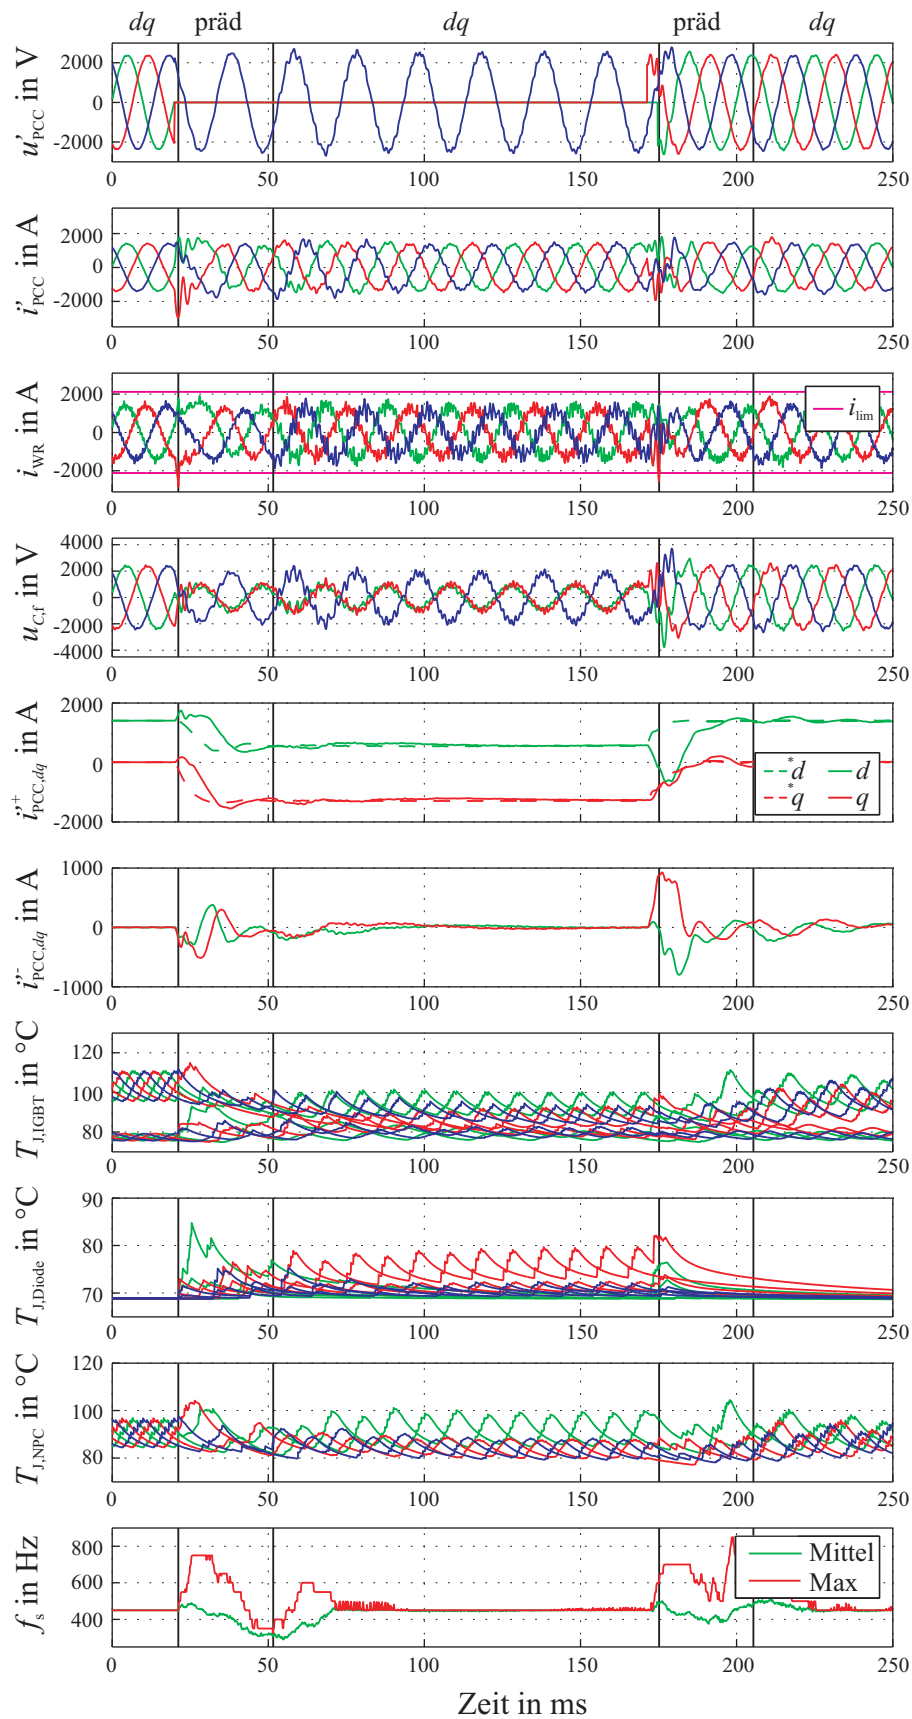 dq präd dq präd dq
u'PCC in V
2000
0
-2000
0 50 100 150 200 250
i'PCC in A
2000
0
-2000
0 50 100 150 200 250
iWR in A
2000
0
-2000
ilim
0 50 100 150 200 250
uC,f in V
4000
2000
0
-2000
-4000
0 50 100 150 200 250
i'+PCC,dq in A
2000
0
-2000
*d d
*q q
0 50 100 150 200 250
i'-PCC,dq in A
1000
0
-1000
0 50 100 150 200 250
TJ,IGBT in °C
120
100
80
0 50 100 150 200 250
TJ,Diode in °C
90
80
70
0 50 100 150 200 250
TJ,NPC in °C
120
100
80
0 50 100 150 200 250
fs in Hz
800
600
400
Mittel
Max
0 50 100 150 200 250
Zeit in ms